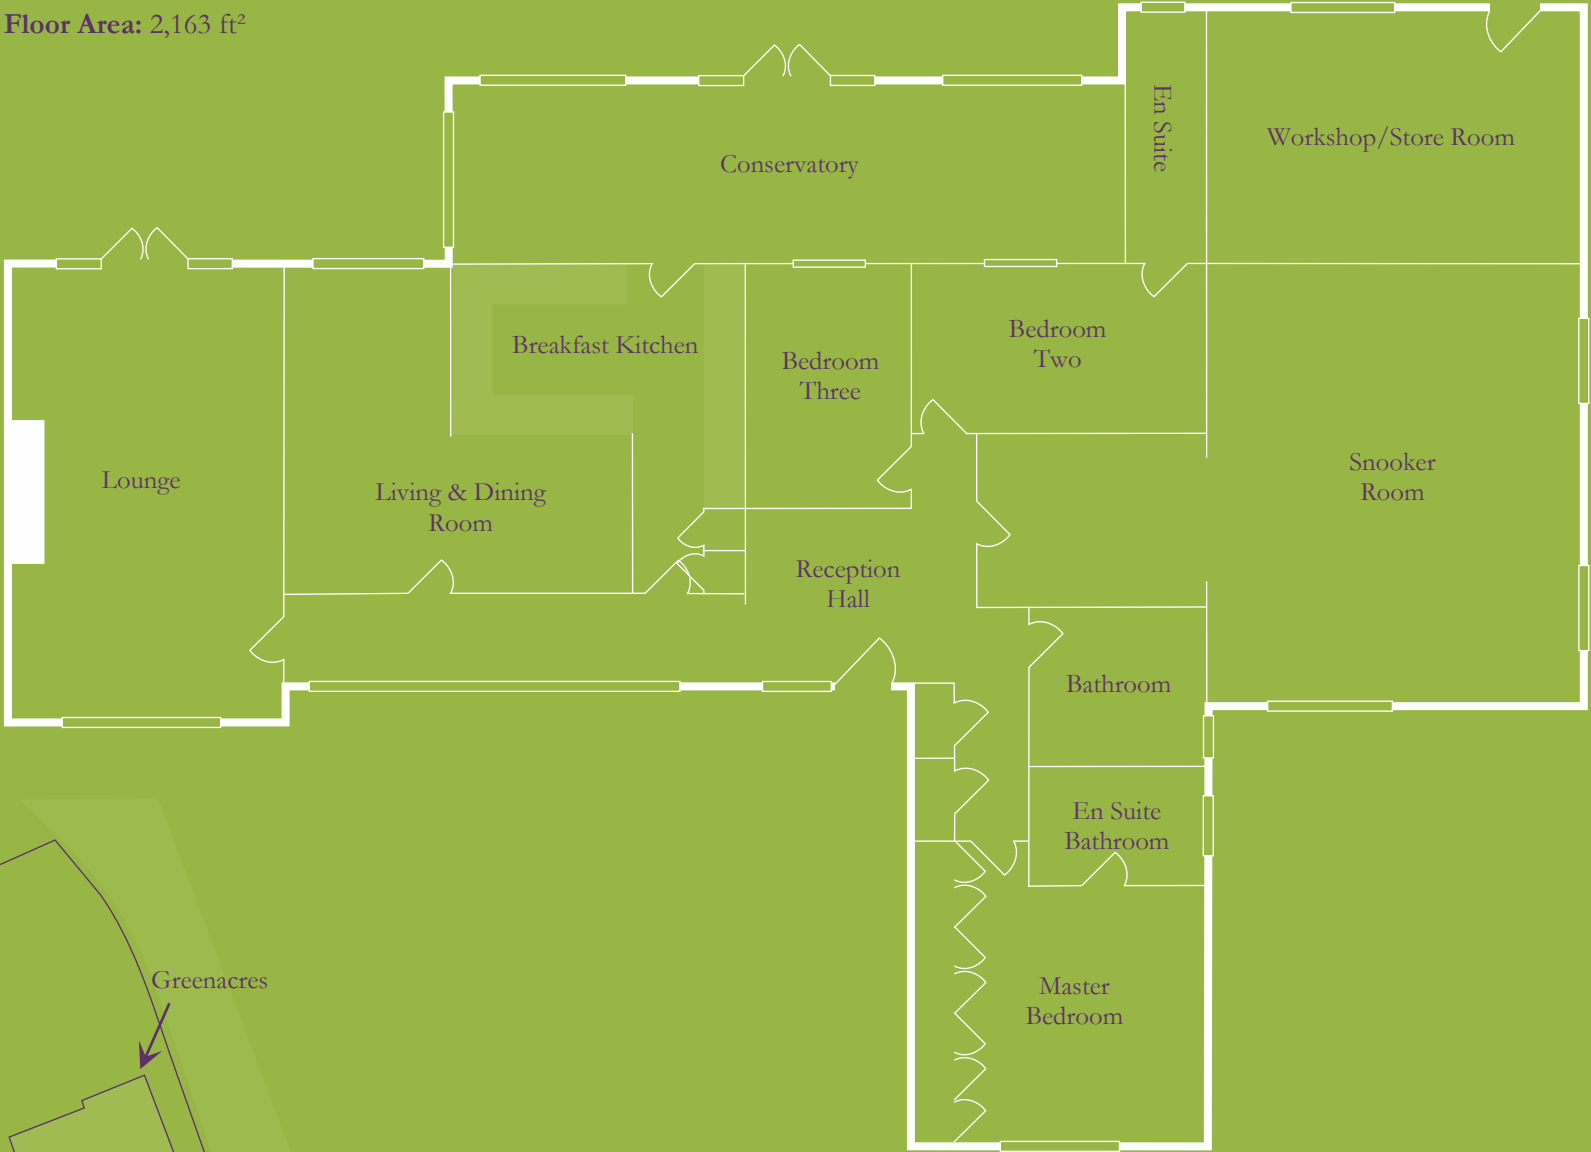 Floor Area: 2,163 ft²
En Suite
Workshop/Store Room
Conservatory
Breakfast Kitchen
Bedroom
Three
Bedroom
Two
Lounge
Living & Dining
Room
Snooker
Room
Reception
Hall
Bathroom
En Suite
Bathroom
Master
Bedroom
Greenacres